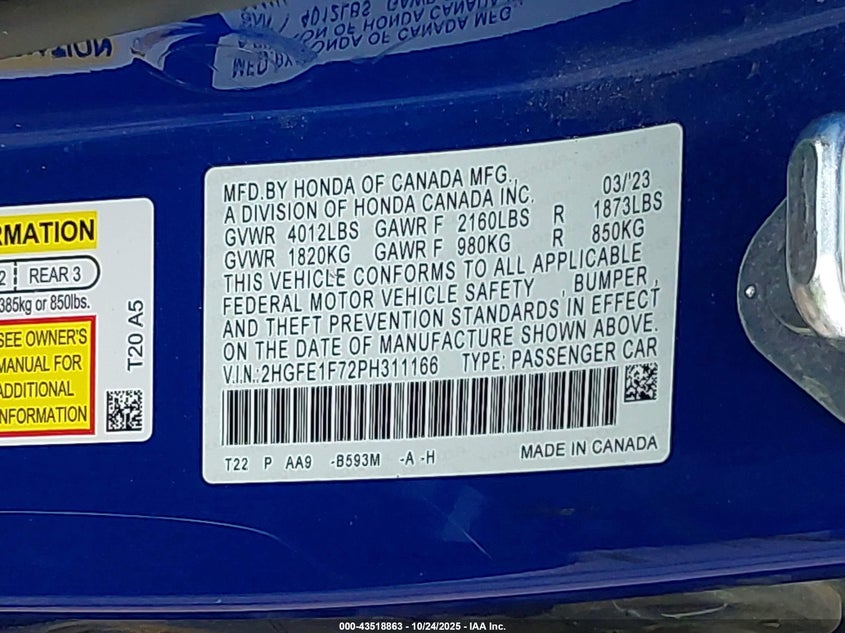 MFD.BY HONDA OF CANADA MFG.,
A DIVISION OF HONDA CANADA INC. 03/'23
GVWR 4012LBS GAWR F 2160LBS R 1873LBS
GVWR 1820KG GAWR F 980KG R 850KG
THIS VEHICLE CONFORMS TO ALL APPLICABLE
FEDERAL MOTOR VEHICLE SAFETY , BUMPER,
AND THEFT PREVENTION STANDARDS IN EFFECT
ON THE DATE OF MANUFACTURE SHOWN ABOVE.
V.I.N.:2HGFE1F72PH311166 TYPE: PASSENGER CAR
T22 P AA9 -B593M -A -H MADE IN CANADA
RMATION
2 REAR 3
385kg or 850lbs.
SEE OWNER'S
MANUAL FOR
ADDITIONAL
INFORMATION
T20 A5
000-43518863 - 10/24/2025 - IAA Inc.